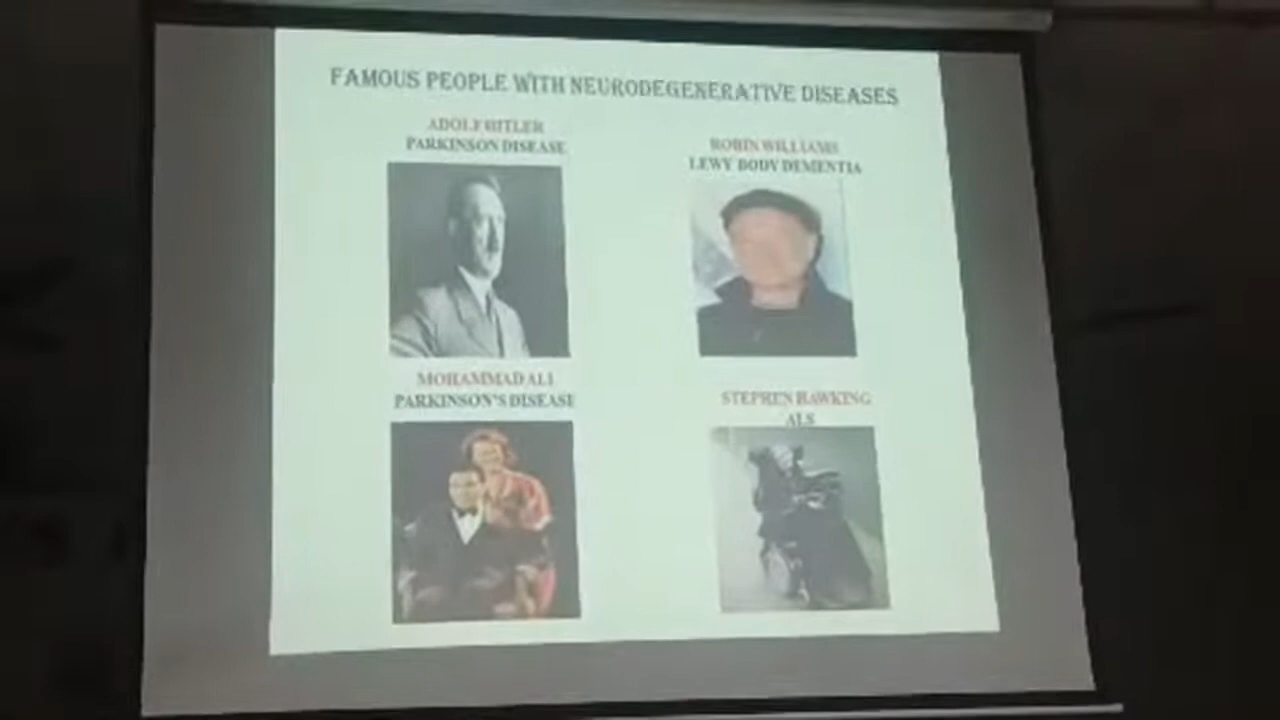 FAMOUS PEOPLE WITH NEURODEGENERATIVE DISEASES
ADOLF HITLER
PARKINSON DISEASE
ROBIN WILLIAMS
LEWY BODY DEMENTIA
MOHAMMAD ALI
PARKINSON'S DISEASE
STEPHEN HAWKING
ALS